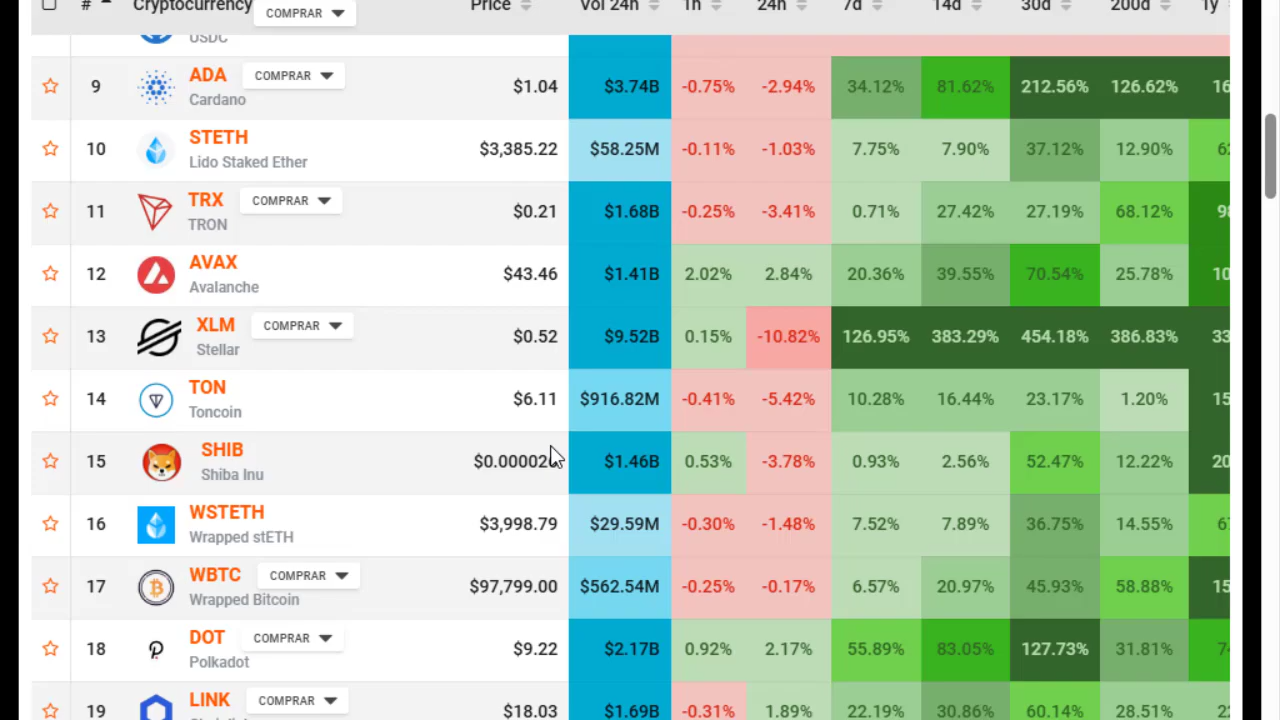 # Cryptocurrency COMPRAR Price Vol 24h 1h 24h 7d 14d 30d 200d 1y
USDC
9 ADA COMPRAR $1.04 $3.74B -0.75% -2.94% 34.12% 81.62% 212.56% 126.62% 16
Cardano
10 STETH $3,385.22 $58.25M -0.11% -1.03% 7.75% 7.90% 37.12% 12.90%
Lido Staked Ether
11 TRX COMPRAR $0.21 $1.68B -0.25% -3.41% 0.71% 27.42% 27.19% 68.12%
TRON
12 AVAX $43.46 $1.41B 2.02% 2.84% 20.36% 39.55% 70.54% 25.78% 10
Avalanche
13 XLM COMPRAR $0.52 $9.52B 0.15% -10.82% 126.95% 383.29% 454.18% 386.83% 33
Stellar
14 TON $6.11 $916.82M -0.41% -5.42% 10.28% 16.44% 23.17% 1.20% 15
Toncoin
15 SHIB $1.46B 0.53% -3.78% 0.93% 2.56% 52.47% 12.22% 20
Shiba Inu
16 WSTETH $3,998.79 $29.59M -0.30% -1.48% 7.52% 7.89% 36.75% 14.55%
Wrapped stETH
17 WBTC COMPRAR $97,799.00 $562.54M -0.25% -0.17% 6.57% 20.97% 45.93% 58.88% 15
Wrapped Bitcoin
18 DOT COMPRAR $9.22 $2.17B 0.92% 2.17% 55.89% 83.05% 127.73% 31.81%
Polkadot
19 LINK COMPRAR $18.03 $1.69B -0.31% 1.89% 22.19% 30.86% 60.14% 28.51%